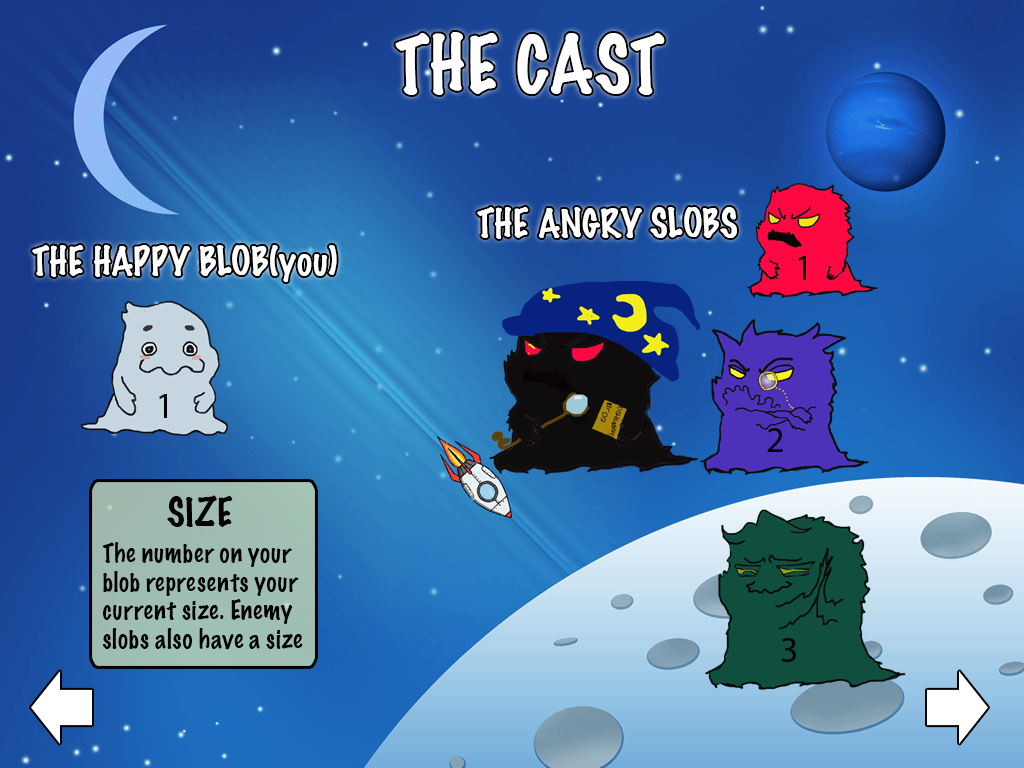 THE CAST
THE ANGRY SLOBS
THE HAPPY BLOB(you)
1
1
2
3
SIZE
The number on your
blob represents your
current size. Enemy
slobs also have a size